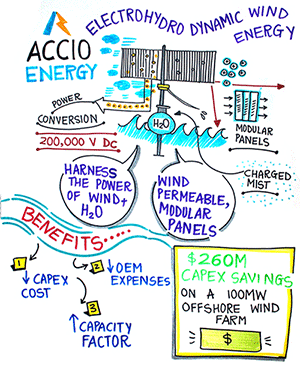 ELECTROHYDRO DYNAMIC WIND
ENERGY
ACCIO
ENERGY
POWER
CONVERSION
200,000 V DC
H2O
MODULAR
PANELS
CHARGED
MIST
HARNESS
THE POWER
OF WIND+
H2O
WIND
PERMEABLE,
MODULAR
PANELS
BENEFITS.....
1
↓ CAPEX
COST
2
↓ OEM
EXPENSES
3
↑ CAPACITY
FACTOR
$260M
CAPEX SAVINGS
ON A 100MW
OFFSHORE WIND
FARM
$